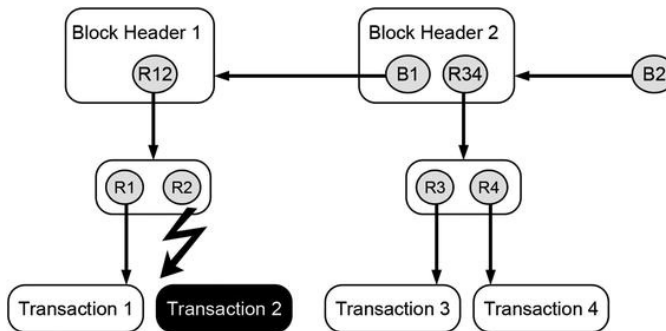 Block Header 1
Block Header 2
R12
B1
R34
B2
R1
R2
R3
R4
Transaction 1
Transaction 2
Transaction 3
Transaction 4